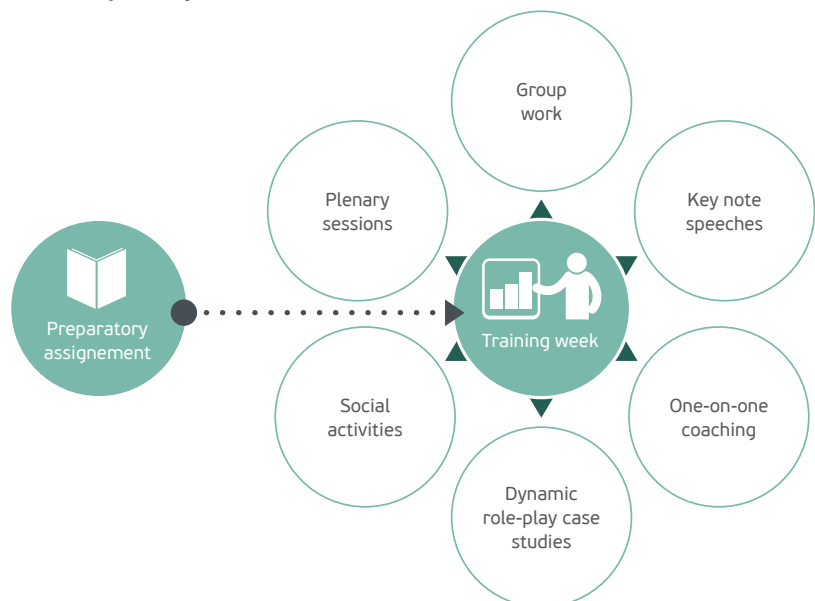 Group
work
Plenary
sessions
Key note
speeches
Preparatory
assignement
Training week
Social
activities
One-on-one
coaching
Dynamic
role-play case
studies